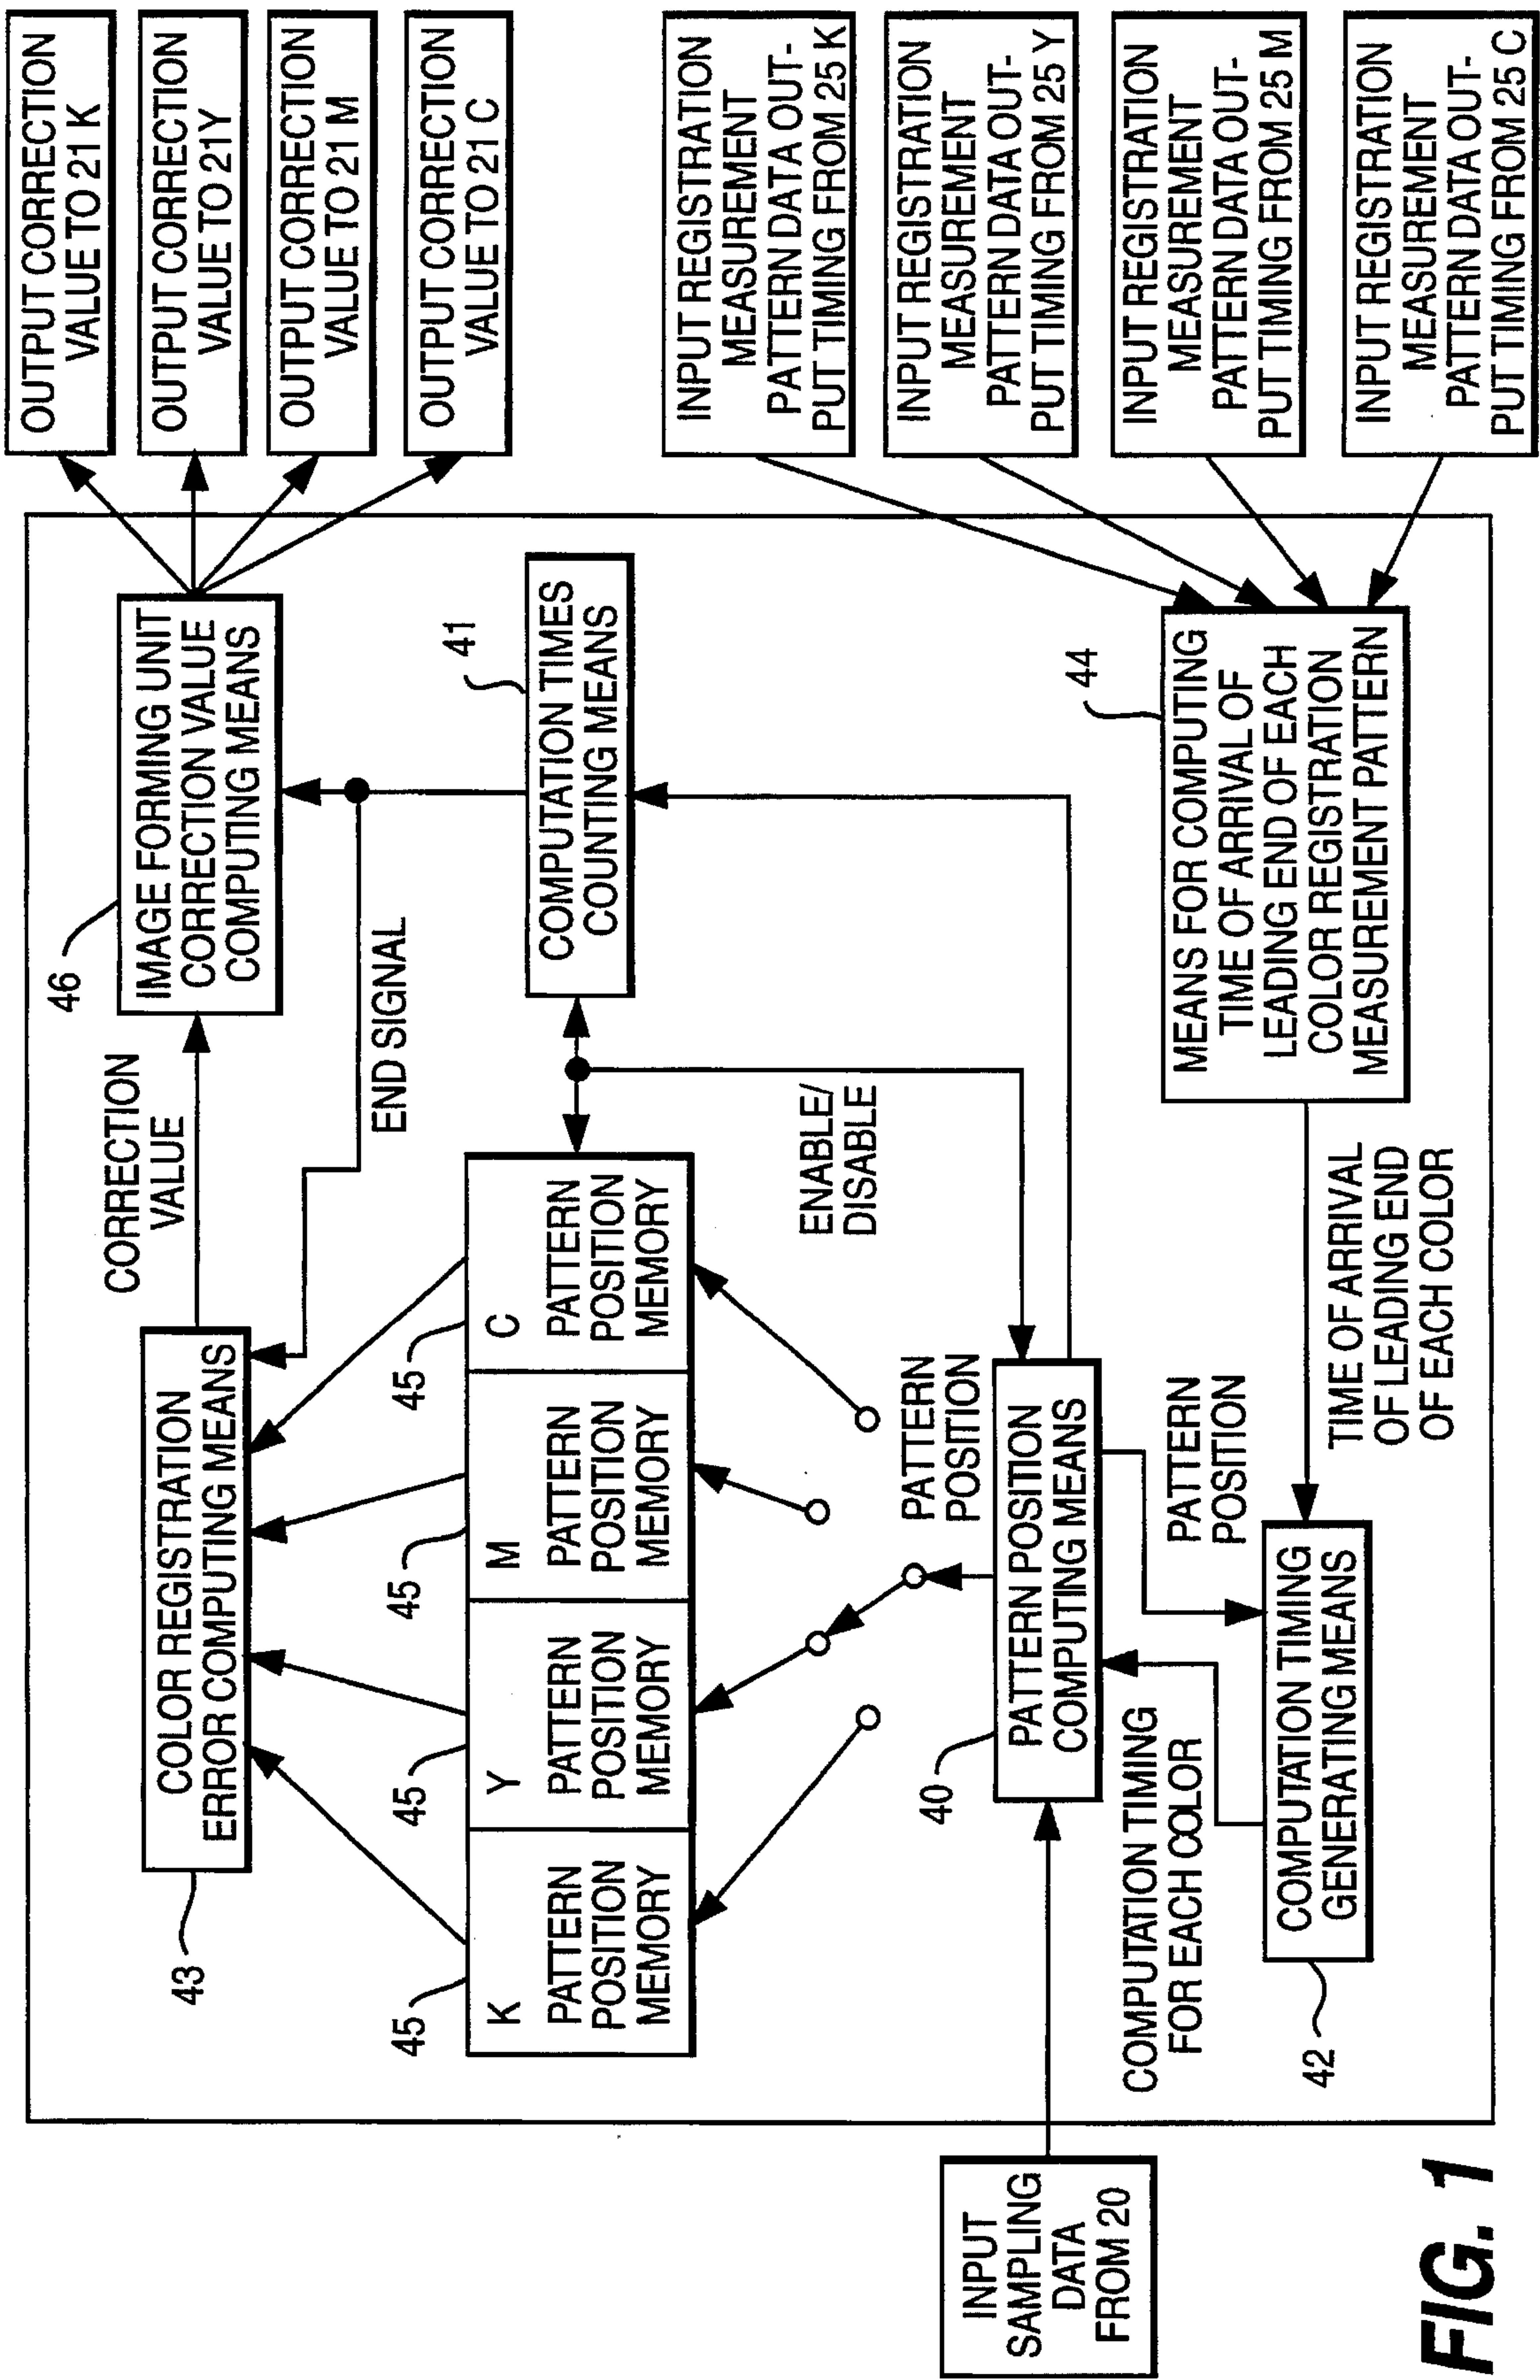 OUTPUT CORRECTION
VALUE TO 21 K
OUTPUT CORRECTION
VALUE TO 21Y
OUTPUT CORRECTION
VALUE TO 21 M
OUTPUT CORRECTION
VALUE TO 21 C
INPUT REGISTRATION
MEASUREMENT
PATTERN DATA OUT-
PUT TIMING FROM 25 K
INPUT REGISTRATION
MEASUREMENT
PATTERN DATA OUT-
PUT TIMING FROM 25 Y
INPUT REGISTRATION
MEASUREMENT
PATTERN DATA OUT-
PUT TIMING FROM 25 M
INPUT REGISTRATION
MEASUREMENT
PATTERN DATA OUT-
PUT TIMING FROM 25 C
46
IMAGE FORMING UNIT
CORRECTION VALUE
COMPUTING MEANS
CORRECTION
VALUE
END SIGNAL
41
COMPUTATION TIMES
COUNTING MEANS
44
MEANS FOR COMPUTING
TIME OF ARRIVAL OF
LEADING END OF EACH
COLOR REGISTRATION
MEASUREMENT PATTERN
43
COLOR REGISTRATION
ERROR COMPUTING MEANS
45
K
PATTERN
POSITION
MEMORY
45
Y
PATTERN
POSITION
MEMORY
45
M
PATTERN
POSITION
MEMORY
45
C
PATTERN
POSITION
MEMORY
ENABLE/
DISABLE
PATTERN
POSITION
40
PATTERN POSITION
COMPUTING MEANS
COMPUTATION TIMING
FOR EACH COLOR
PATTERN
POSITION
TIME OF ARRIVAL
OF LEADING END
OF EACH COLOR
42
COMPUTATION TIMING
GENERATING MEANS
INPUT
SAMPLING
DATA
FROM 20
FIG. 1